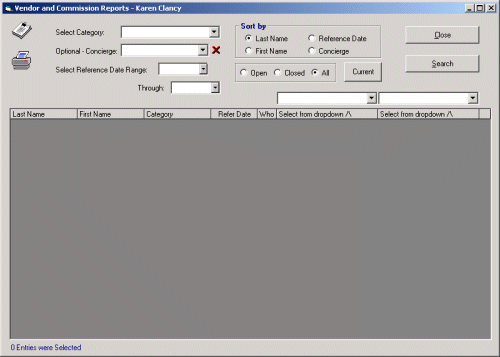 Vendor and Commission Reports - Karen Clancy
Select Category:
Optional - Concierge:
Select Reference Date Range:
Through:
Sort by
Last Name Reference Date
First Name Concierge
Open Closed All
Current
Close
Search
Last Name First Name Category Refer Date Who Select from dropdown /\ Select from dropdown /\
0 Entries were Selected